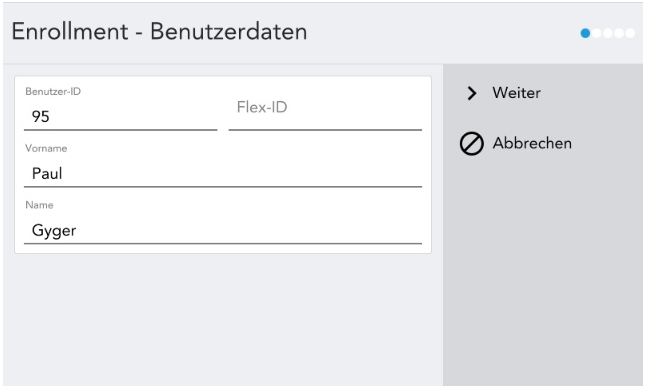 Enrollment - Benutzerdaten
Benutzer-ID
95
Flex-ID
Vorname
Paul
Name
Gyger
Weiter
Abbrechen